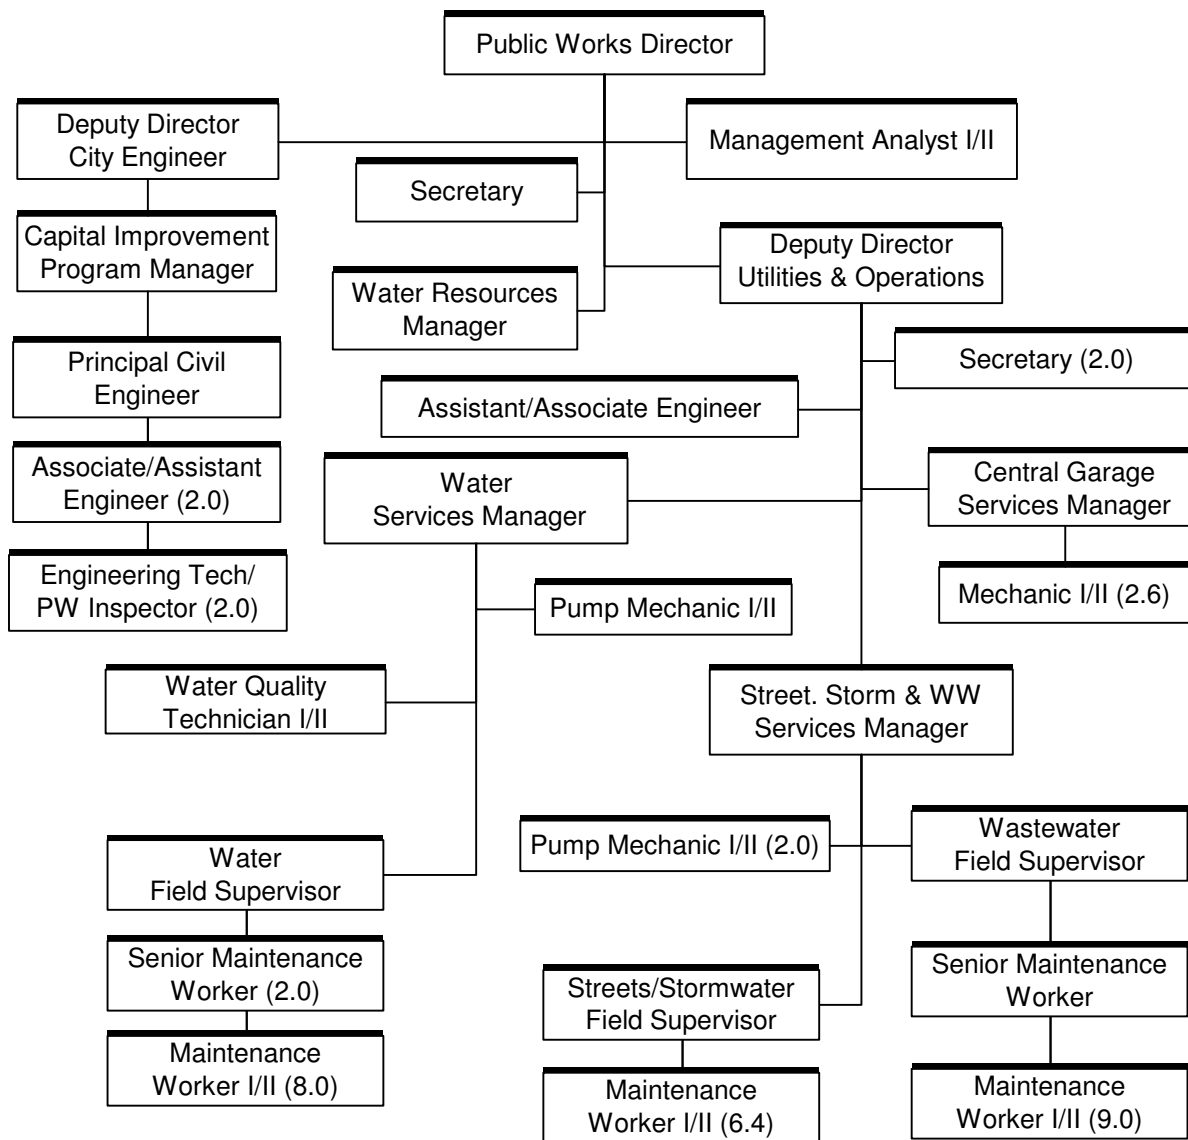 Public Works Director
Deputy Director
City Engineer
Management Analyst I/II
Secretary
Capital Improvement
Program Manager
Deputy Director
Utilities & Operations
Water Resources
Manager
Principal Civil
Engineer
Secretary (2.0)
Assistant/Associate Engineer
Associate/Assistant
Engineer (2.0)
Water
Services Manager
Central Garage
Services Manager
Engineering Tech/
PW Inspector (2.0)
Pump Mechanic I/II
Mechanic I/II (2.6)
Water Quality
Technician I/II
Street. Storm & WW
Services Manager
Pump Mechanic I/II (2.0)
Wastewater
Field Supervisor
Water
Field Supervisor
Senior Maintenance
Worker (2.0)
Streets/Stormwater
Field Supervisor
Senior Maintenance
Worker
Maintenance
Worker I/II (8.0)
Maintenance
Worker I/II (6.4)
Maintenance
Worker I/II (9.0)